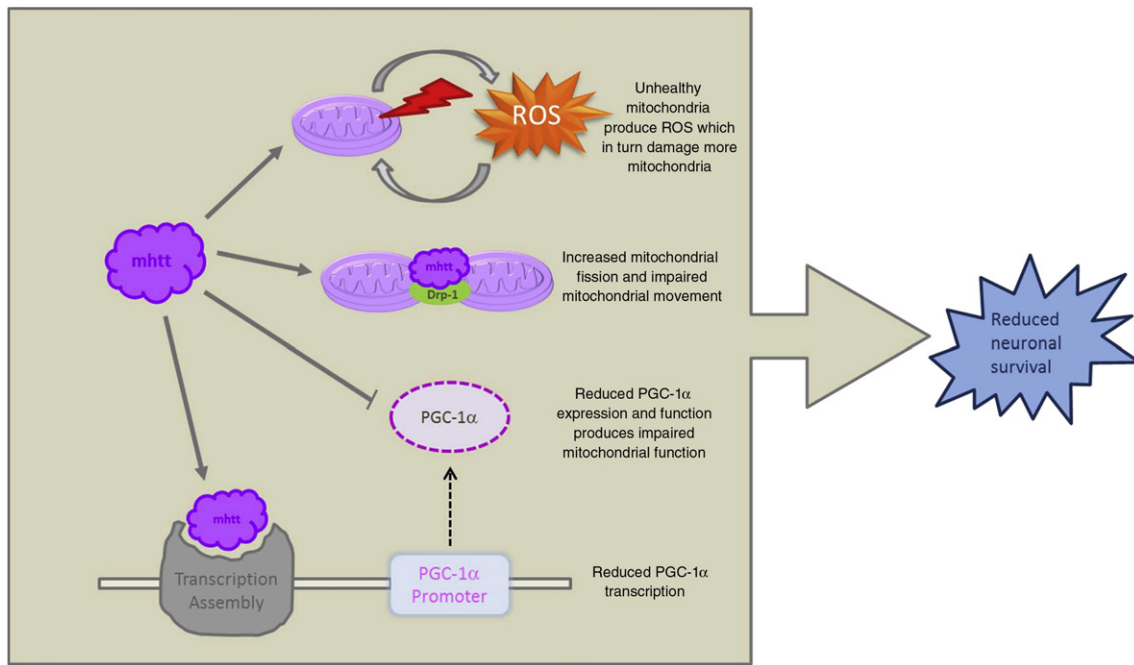 ROS
Unhealthy
mitochondria
produce ROS which
in turn damage more
mitochondria
mhtt
mhtt
Drp-1
Increased mitochondrial
fission and impaired
mitochondrial movement
Reduced
neuronal
survival
PGC-1α
Reduced PGC-1α
expression and function
produces impaired
mitochondrial function
mhtt
Transcription
Assembly
PGC-1α
Promoter
Reduced PGC-1α
transcription